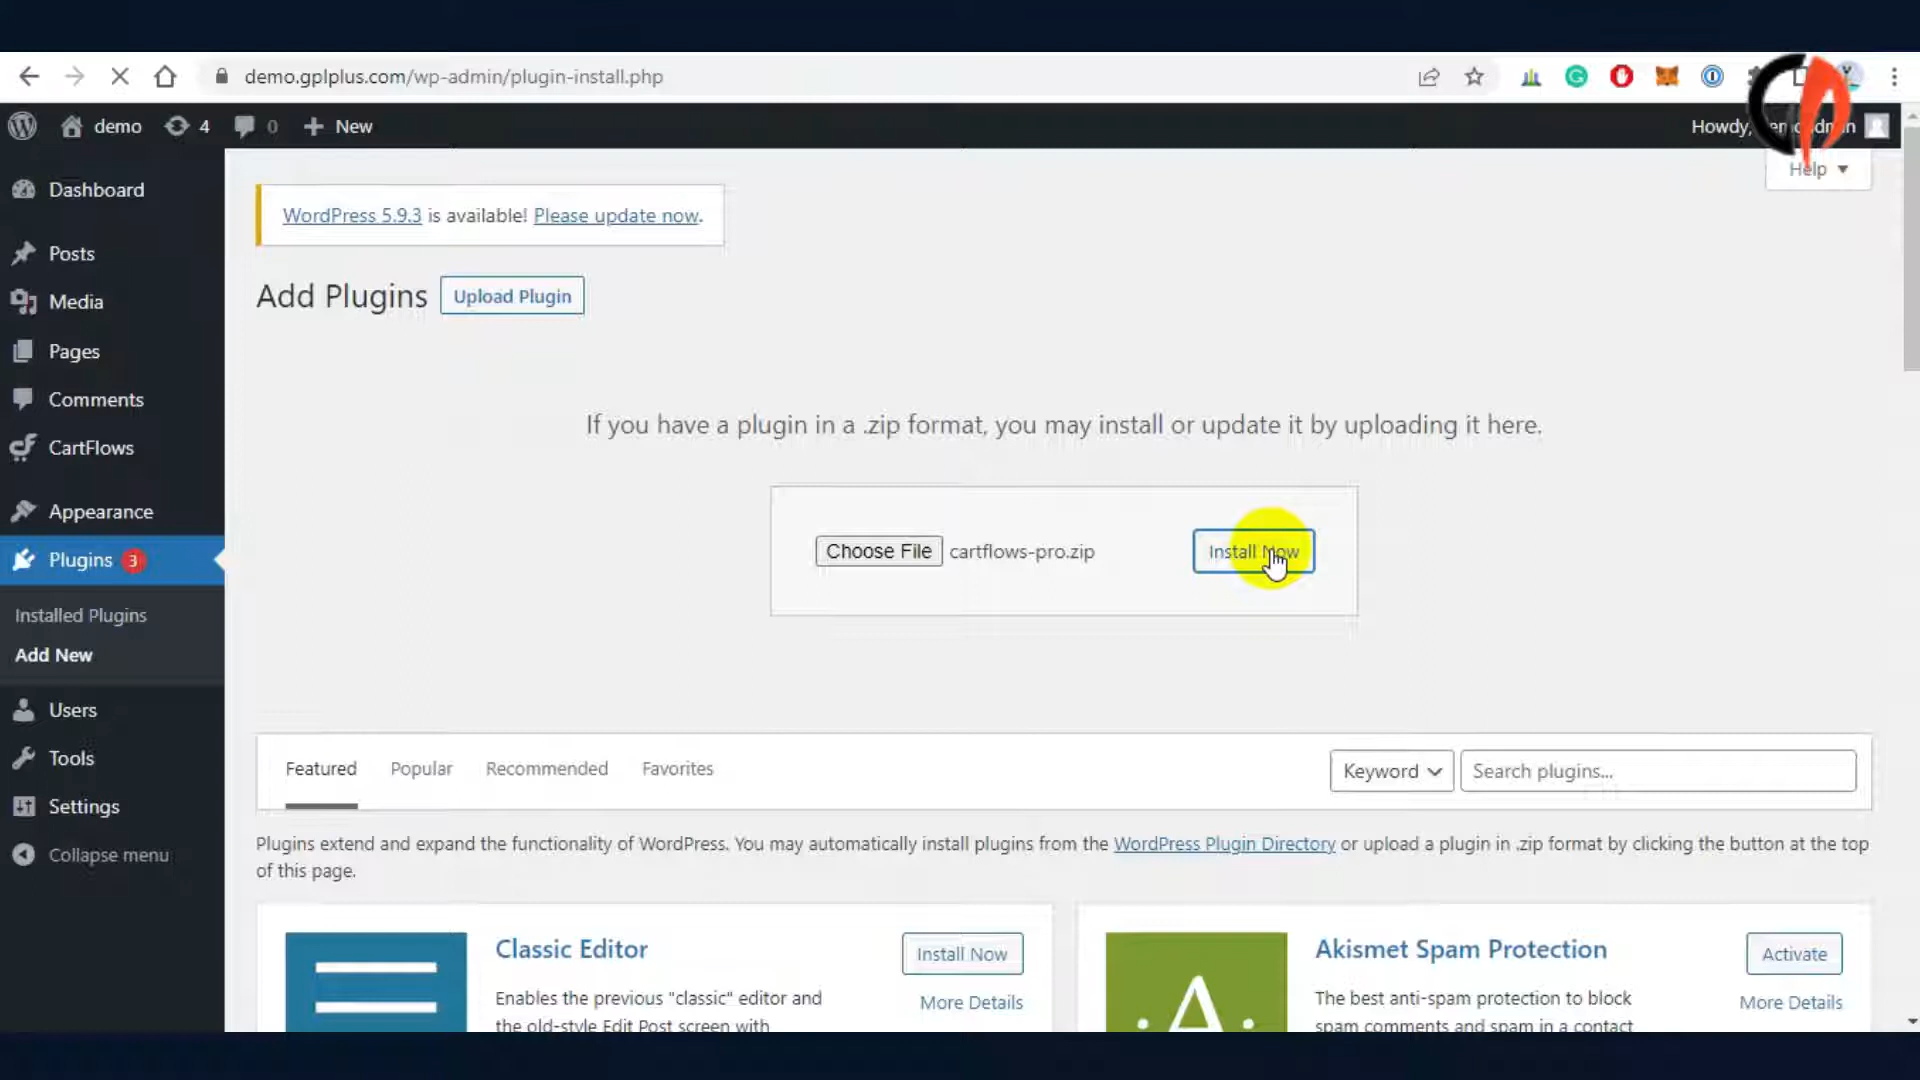 demo.gplplus.com/wp-admin/plugin-install.php
demo
4
0
New
Howdy,
Help
Dashboard
Posts
Media
Pages
Comments
CartFlows
Appearance
Plugins 3
Installed Plugins
Add New
Users
Tools
Settings
Collapse menu
WordPress 5.9.3 is available! Please update now.
Add Plugins
Upload Plugin
If you have a plugin in a .zip format, you may install or update it by uploading it here.
Choose File cartflows-pro.zip
Install Now
Featured
Popular
Recommended
Favorites
Keyword
Search plugins...
Plugins extend and expand the functionality of WordPress. You may automatically install plugins from the WordPress Plugin Directory or upload a plugin in .zip format by clicking the button at the top
of this page.
Classic Editor
Install Now
More Details
Enables the previous "classic" editor and
the old-style Edit Post screen with
A
Akismet Spam Protection
Activate
More Details
The best anti-spam protection to block
spam comments and spam in a contact